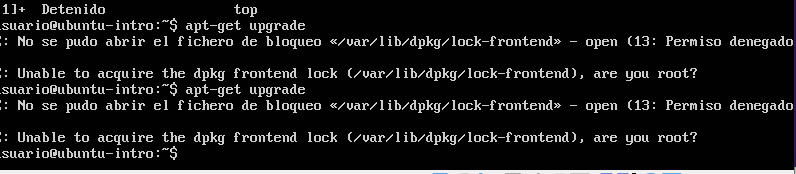 1]+  Detenido                top
usuario@ubuntu-intro:~$ apt-get upgrade
: No se pudo abrir el fichero de bloqueo «/var/lib/dpkg/lock-frontend» - open (13: Permiso denegado
: Unable to acquire the dpkg frontend lock (/var/lib/dpkg/lock-frontend), are you root?
usuario@ubuntu-intro:~$ apt-get upgrade
: No se pudo abrir el fichero de bloqueo «/var/lib/dpkg/lock-frontend» - open (13: Permiso denegado
: Unable to acquire the dpkg frontend lock (/var/lib/dpkg/lock-frontend), are you root?
usuario@ubuntu-intro:~$